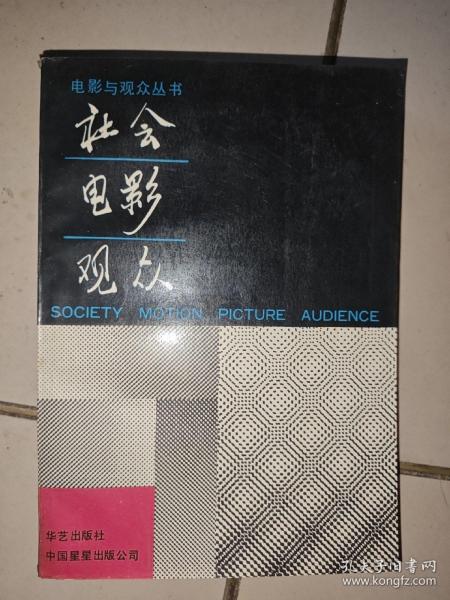 电影与观众丛书
社会
电影
观众
SOCIETY MOTION PICTURE AUDIENCE
华艺出版社
中国星星出版公司
孔夫子旧书网
www.kongfz.com